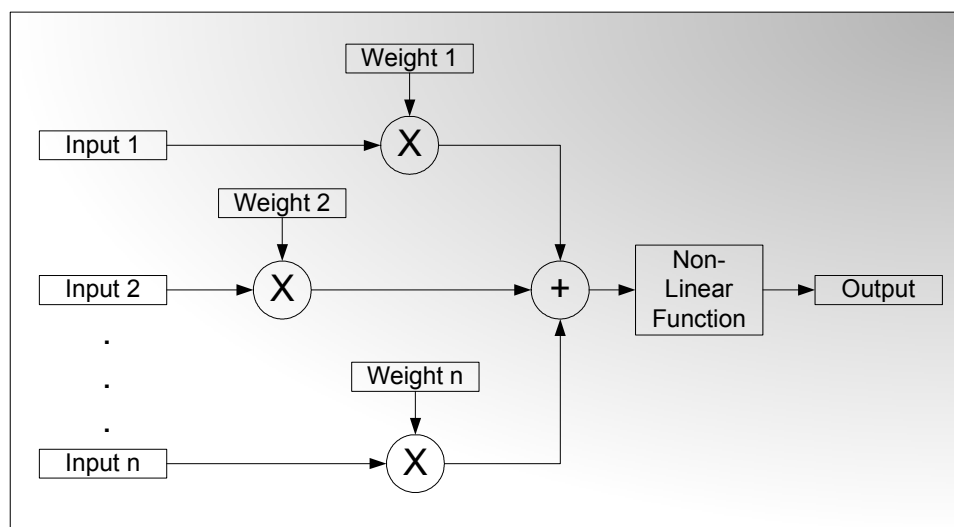 Weight 1
Input 1
X
Weight 2
Input 2
X
+
Non-
Linear
Function
Output
.
.
.
Weight n
Input n
X